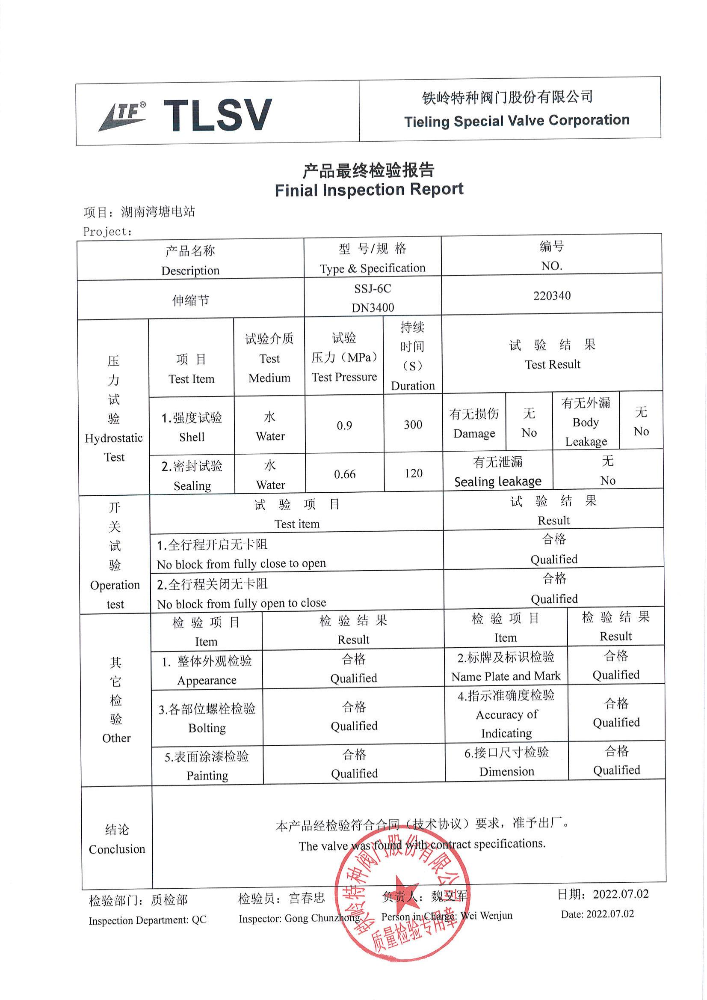 TF® TLSV
铁岭特种阀门股份有限公司
Tieling Special Valve Corporation
产品最终检验报告
Finial Inspection Report
项目：湖南湾塘电站
Project:
产品名称
Description
型 号/规 格
Type & Specification
编号
NO.
伸缩节
SSJ-6C
DN3400
220340
压
力
试
验
Hydrostatic
Test
项 目
Test Item
试验介质
Test
Medium
试验
压力（MPa）
Test Pressure
持续
时间
（S）
Duration
试 验 结 果
Test Result
1.强度试验
Shell
水
Water
0.9
300
有无损伤
Damage
无
No
有无外漏
Body
Leakage
无
No
2.密封试验
Sealing
水
Water
0.66
120
有无泄漏
Sealing leakage
无
No
开
关
试
验
Operation
test
试 验 项 目
Test item
试 验 结 果
Result
1.全行程开启无卡阻
No block from fully close to open
合格
Qualified
2.全行程关闭无卡阻
No block from fully open to close
合格
Qualified
其
它
检
验
Other
检 验 项 目
Item
检 验 结 果
Result
检 验 项 目
Item
检 验 结 果
Result
1. 整体外观检验
Appearance
合格
Qualified
2.标牌及标识检验
Name Plate and Mark
合格
Qualified
3.各部位螺栓检验
Bolting
合格
Qualified
4.指示准确度检验
Accuracy of
Indicating
合格
Qualified
5.表面涂漆检验
Painting
合格
Qualified
6.接口尺寸检验
Dimension
合格
Qualified
结论
Conclusion
本产品经检验符合合同（技术协议）要求，准予出厂。
The valve was found with contract specifications.
铁岭特种阀门股份有限公司
质量检验专用章
检验部门：质检部
检验员：宫春忠
负责人：魏文军
日期：2022.07.02
Inspection Department: QC
Inspector: Gong Chunzhong
Person in Charge: Wei Wenjun
Date: 2022.07.02